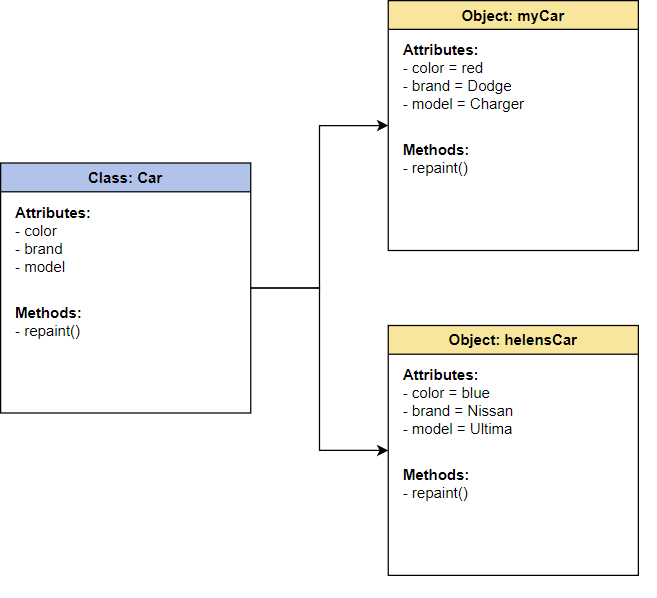 Object: myCar
Attributes:
- color = red
- brand = Dodge
- model = Charger
Methods:
- repaint()
Class: Car
Attributes:
- color
- brand
- model
Methods:
- repaint()
Object: helensCar
Attributes:
- color = blue
- brand = Nissan
- model = Ultima
Methods:
- repaint()